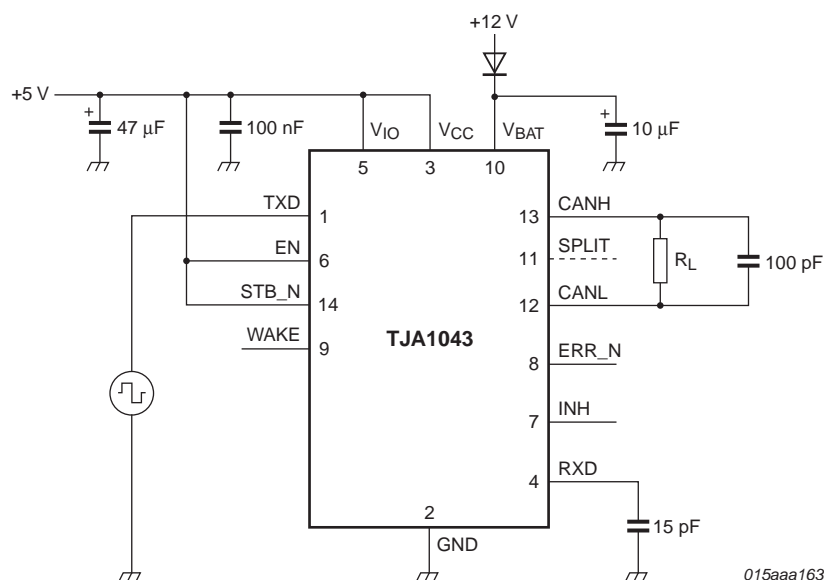 +12 V
+5 V
+
47 μF
100 nF
VIO
VCC
VBAT
+
10 μF
5
3
10
TXD
1
13
CANH
EN
6
11
SPLIT
RL
100 pF
STB_N
14
12
CANL
WAKE
9
TJA1043
8
ERR_N
7
INH
4
RXD
2
GND
15 pF
015aaa163